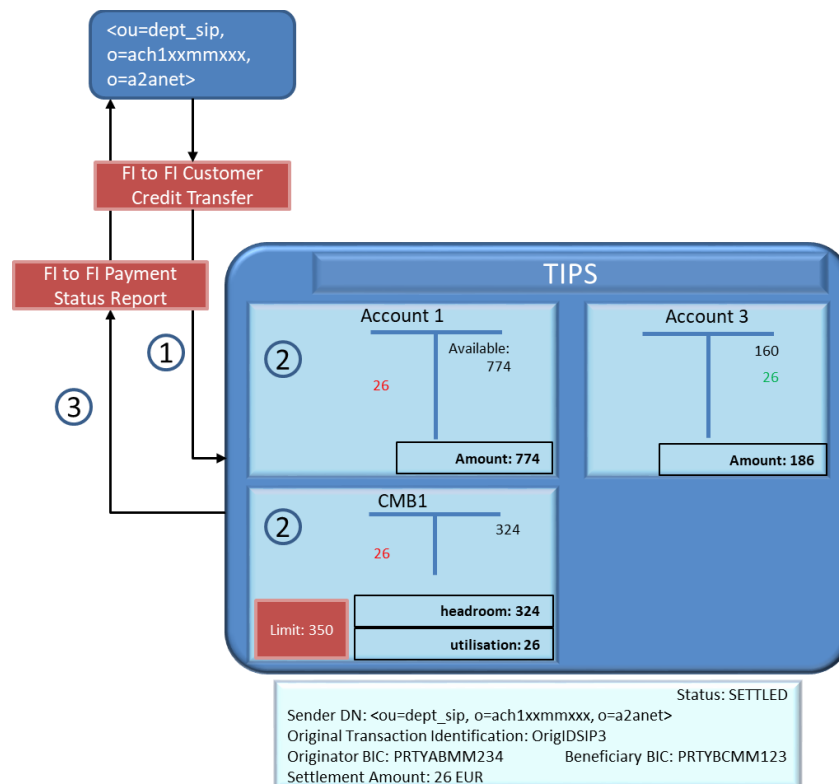 <ou=dept_sip,
o=ach1xxmmxxx,
o=a2anet>
FI to FI Customer
Credit Transfer
FI to FI Payment
Status Report
1
3
TIPS
Account 1
2
Available:
774
26
Amount: 774
Account 3
160
26
Amount: 186
CMB1
2
324
26
Limit: 350
headroom: 324
utilisation: 26
Status: SETTLED
Sender DN: <ou=dept_sip, o=ach1xxmmxxx, o=a2anet>
Original Transaction Identification: OrigIDSIP3
Originator BIC: PRTYABMM234 Beneficiary BIC: PRTYBCMM123
Settlement Amount: 26 EUR